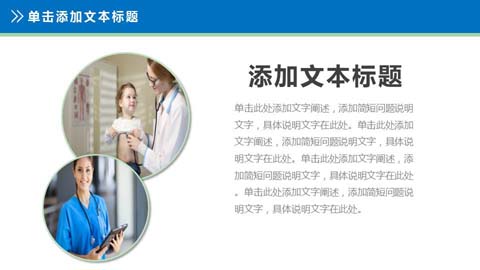 单击添加文本标题
添加文本标题
单击此处添加文字阐述，添加简短问题说明
文字，具体说明文字在此处。单击此处添加
文字阐述，添加简短问题说明文字，具体说
明文字在此处。单击此处添加文字阐述，添
加简短问题说明文字，具体说明文字在此处
。单击此处添加文字阐述，添加简短问题说
明文字，具体说明文字在此处。